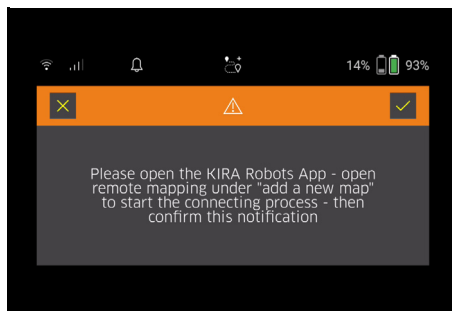 14% 93%
Please open the KIRA Robots App - open
remote mapping under "add a new map"
to start the connecting process - then
confirm this notification